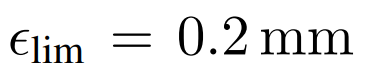 ϵlim = 0.2 mm